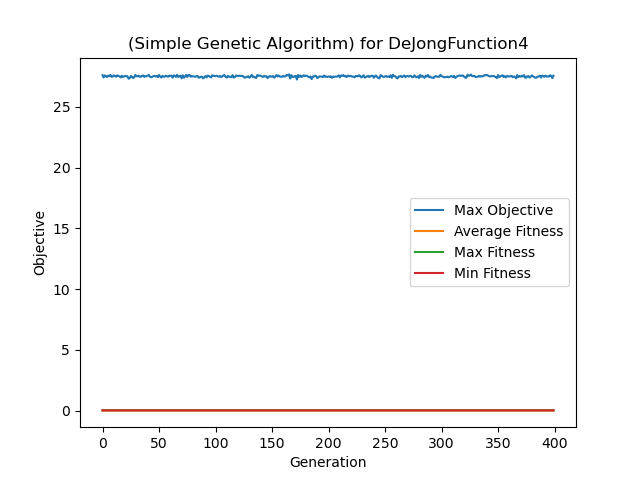 (Simple Genetic Algorithm) for DeJongFunction4
Objective
25
20
15
10
5
0
Max Objective
Average Fitness
Max Fitness
Min Fitness
0 50 100 150 200 250 300 350 400
Generation